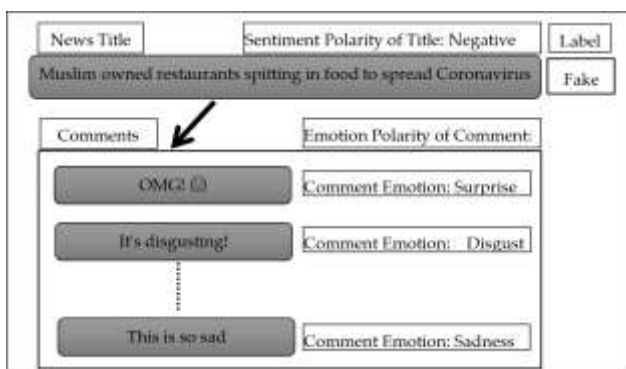 News Title Sentiment Polarity of Title: Negative Label
Muslim owned restaurants spitting in food to spread Coronavirus Fake
Comments Emotion Polarity of Comment:
OMG! Comment Emotion: Surprise
It's disgusting! Comment Emotion: Disgust
This is so sad Comment Emotion: Sadness